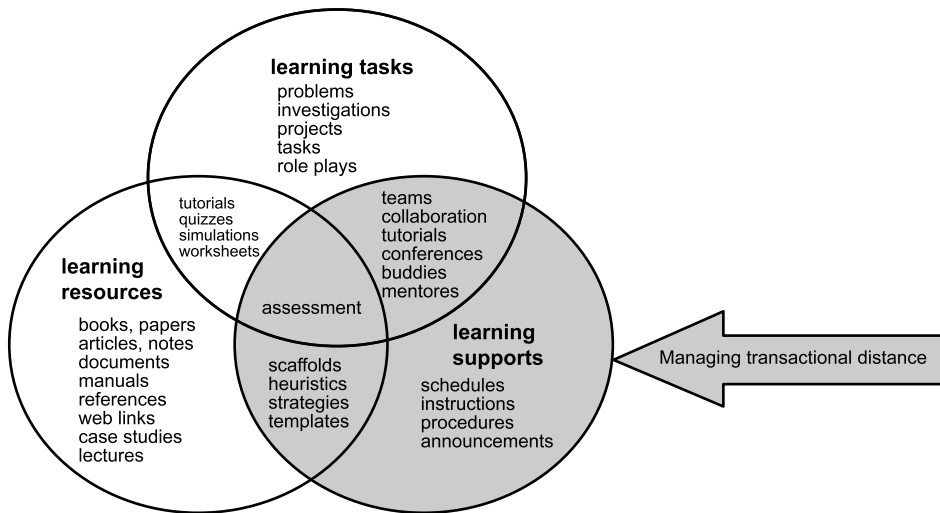 learning tasks
problems
investigations
projects
tasks
role plays
tutorials
quizzes
simulations
worksheets
teams
collaboration
tutorials
conferences
buddies
mentores
learning
resources
books, papers
articles, notes
documents
manuals
references
web links
case studies
lectures
assessment
scaffolds
heuristics
strategies
templates
learning
supports
schedules
instructions
procedures
announcements
Managing transactional distance